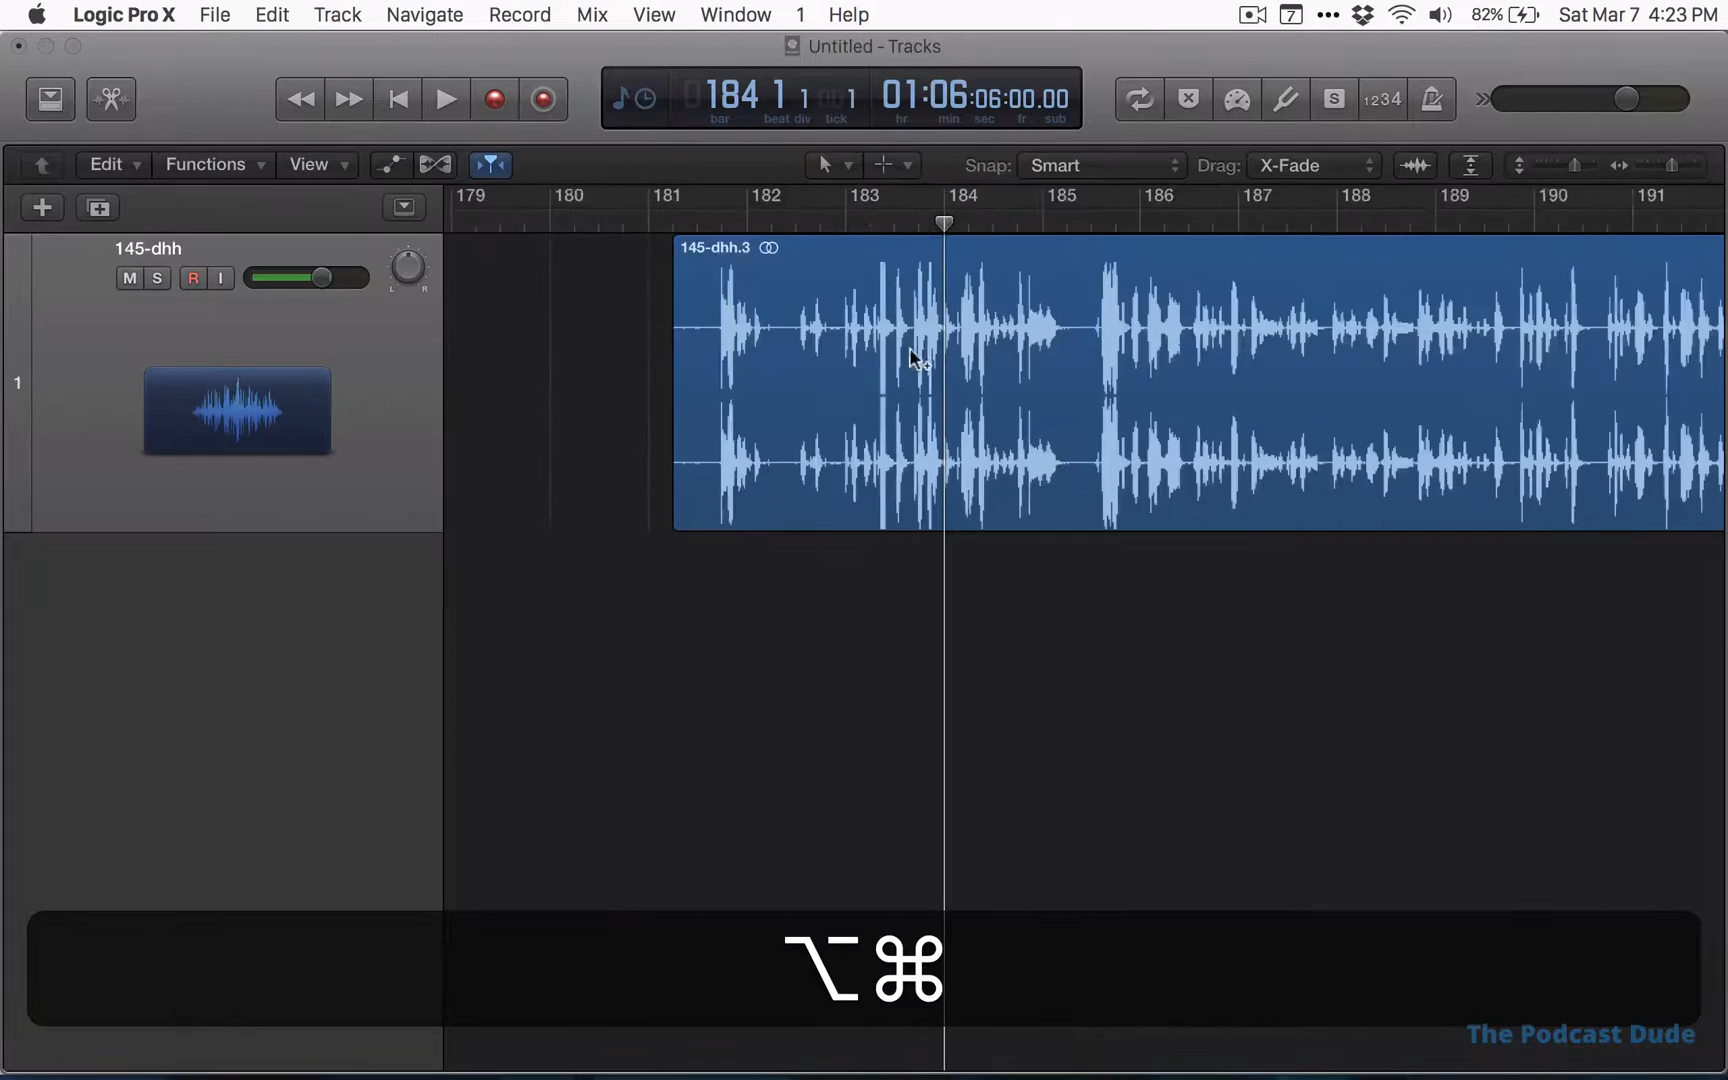 Logic Pro X File Edit Track Navigate Record Mix View Window 1 Help 7 82% Sat Mar 7 4:23 PM
Untitled - Tracks
184 1 1 1 01:06:06:00.00 S 1234
bar beat div tick hr min sec fr sub
Edit Functions View Snap: Smart Drag: X-Fade
179 180 181 182 183 184 185 186 187 188 189 190 191
145-dhh
145-dhh.3
M S R I
L R
1
⌥⌘
The Podcast Dude